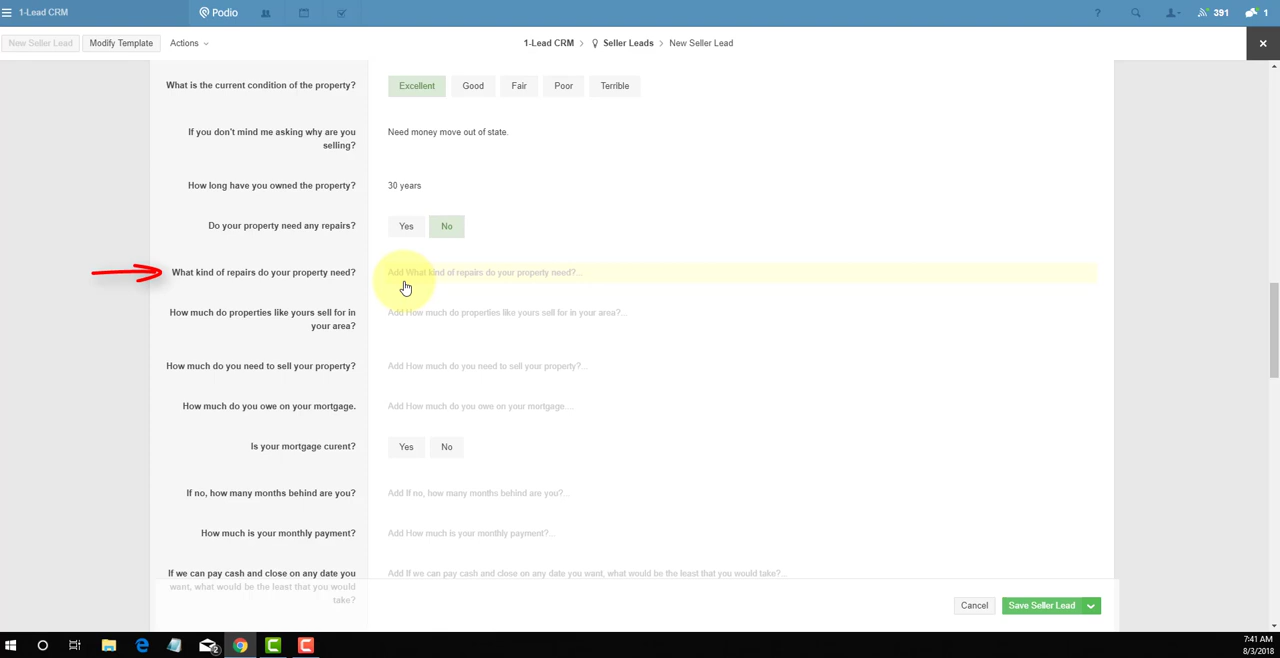 1-Lead CRM
Podio
?
391
1
New Seller Lead
Modify Template
Actions
1-Lead CRM > Seller Leads > New Seller Lead
What is the current condition of the property?
Excellent Good Fair Poor Terrible
If you don't mind me asking why are you
selling?
Need money move out of state.
How long have you owned the property?
30 years
Do your property need any repairs?
Yes No
What kind of repairs do your property need?
Add What kind of repairs do your property need?...
How much do properties like yours sell for in
your area?
Add How much do properties like yours sell for in your area?...
How much do you need to sell your property?
Add How much do you need to sell your property?...
How much do you owe on your mortgage.
Add How much do you owe on your mortgage....
Is your mortgage curent?
Yes No
If no, how many months behind are you?
Add If no, how many months behind are you?...
How much is your monthly payment?
Add How much is your monthly payment?...
If we can pay cash and close on any date you
want, what would be the least that you would
take?
Add If we can pay cash and close on any date you want, what would be the least that you would take?...
Cancel
Save Seller Lead
2
7:41 AM
8/3/2018